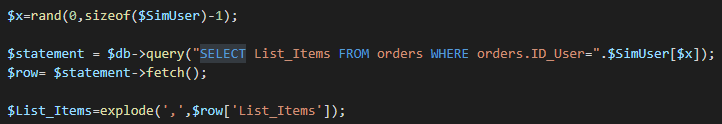 $x=rand(0,sizeof($SimUser)-1);
$statement = $db->query("SELECT List_Items FROM orders WHERE orders.ID_User=".$SimUser[$x]);
$row= $statement->fetch();
$List_Items=explode(',',$row['List_Items']);